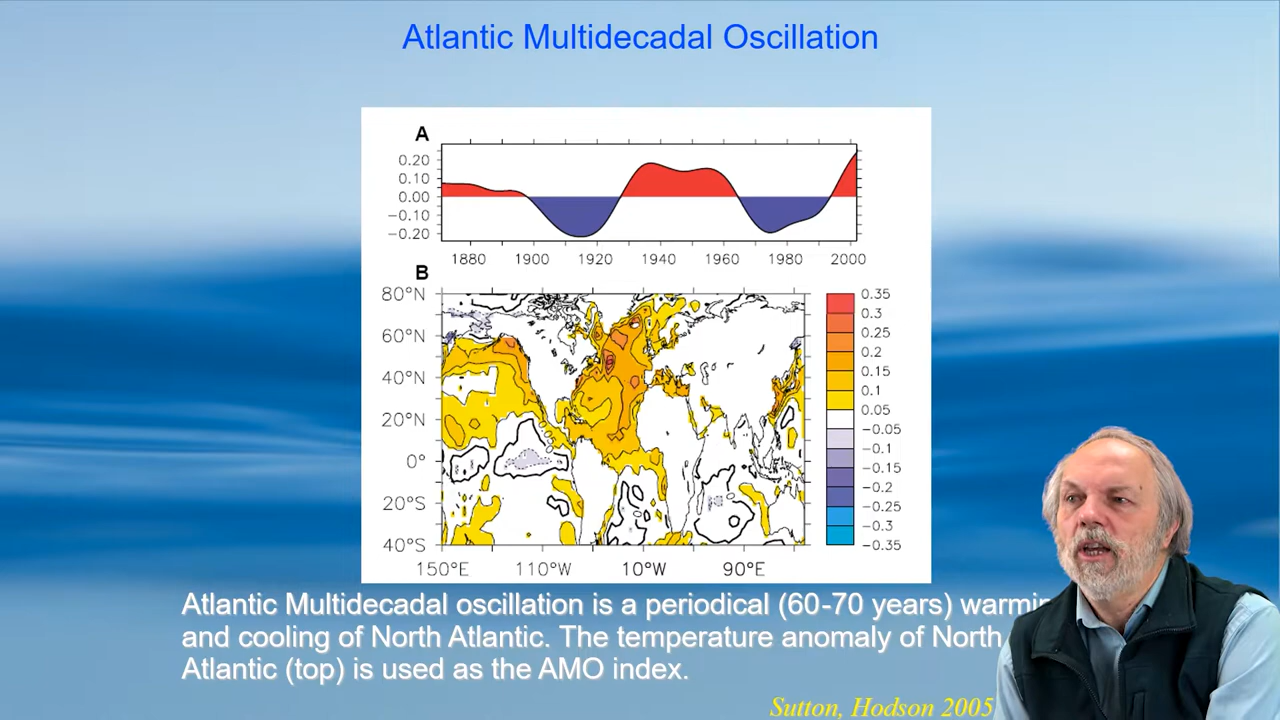 Atlantic Multidecadal Oscillation
A
0.20
0.10
0.00
−0.10
−0.20
1880 1900 1920 1940 1960 1980 2000
B
80°N
60°N
40°N
20°N
0°
20°S
40°S
150°E 110°W 10°W 90°E
0.35
0.3
0.25
0.2
0.15
0.1
0.05
−0.05
−0.1
−0.15
−0.2
−0.25
−0.3
−0.35
Atlantic Multidecadal oscillation is a periodical (60-70 years)
and cooling of North Atlantic. The temperature anomaly of North
Atlantic (top) is used as the AMO index.
Sutton, Hodson 2005